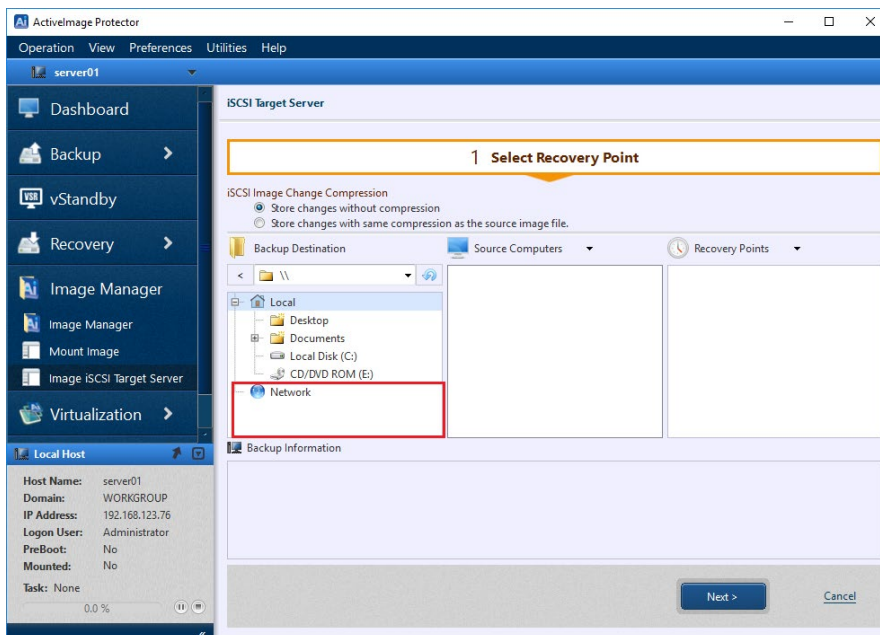 ActiveImage Protector
Operation View Preferences Utilities Help
server01
Dashboard
Backup
vStandby
Recovery
Image Manager
Image Manager
Mount Image
Image iSCSI Target Server
Virtualization
Local Host
Host Name: server01
Domain: WORKGROUP
IP Address: 192.168.123.76
Logon User: Administrator
PreBoot: No
Mounted: No
Task: None
0.0 %
iSCSI Target Server
1 Select Recovery Point
iSCSI Image Change Compression
Store changes without compression
Store changes with same compression as the source image file.
Backup Destination
\\
Local
Desktop
Documents
Local Disk (C:)
CD/DVD ROM (E:)
Network
Source Computers
Recovery Points
Backup Information
Next >
Cancel